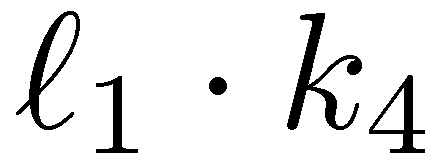 ℓ₁ · k₄